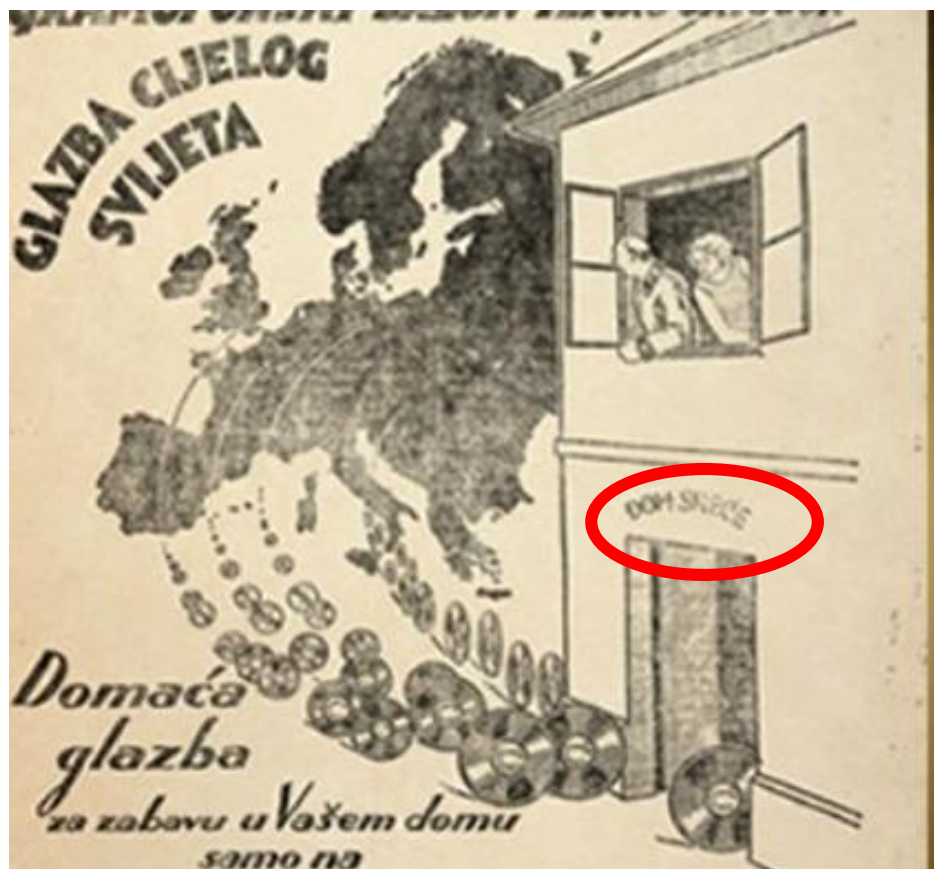 GLAZBA CIJELOG
SVIJETA
DOM SREĆE
Domaća
glazba
za zabavu u Vašem domu
samo na